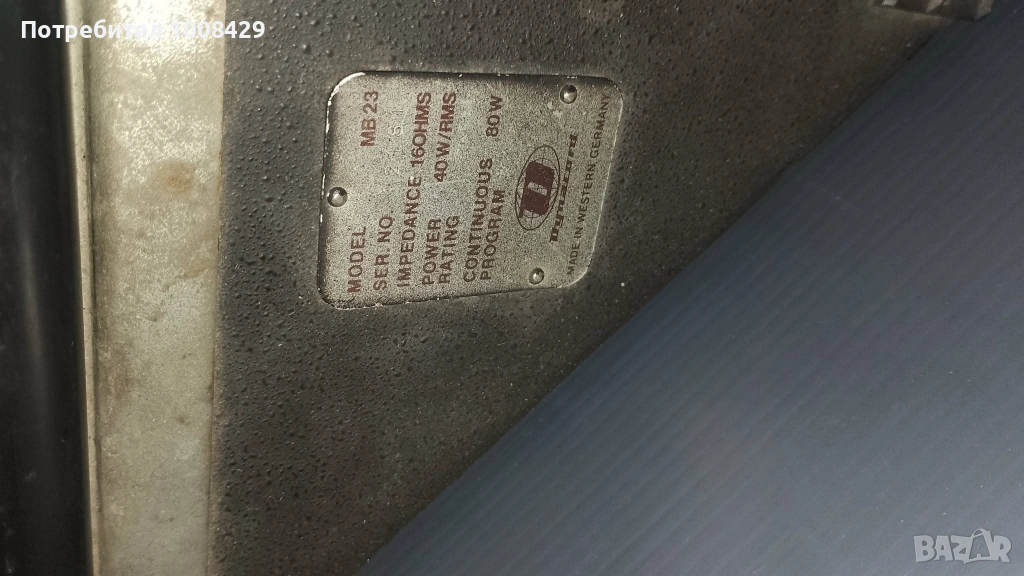 Потребител 1308429
MODEL MB23
SER. NO.
IMPEDANCE 16OHMS
POWER 40W/RMS
RATING
CONTINUOUS 80W
PROGRAM
Dynacord
MADE IN WESTERN GERMANY
BAZAR